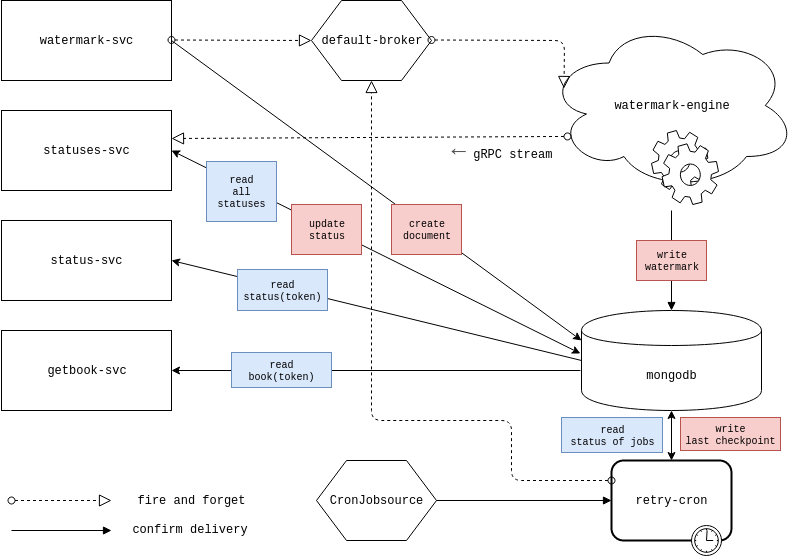 watermark-svc
default-broker
watermark-engine
statuses-svc
← gRPC stream
read
all
statuses
update
status
create
document
status-svc
write
watermark
read
status(token)
getbook-svc
read
book(token)
mongodb
read
status of jobs
write
last checkpoint
fire and forget
CronJobsource
retry-cron
confirm delivery